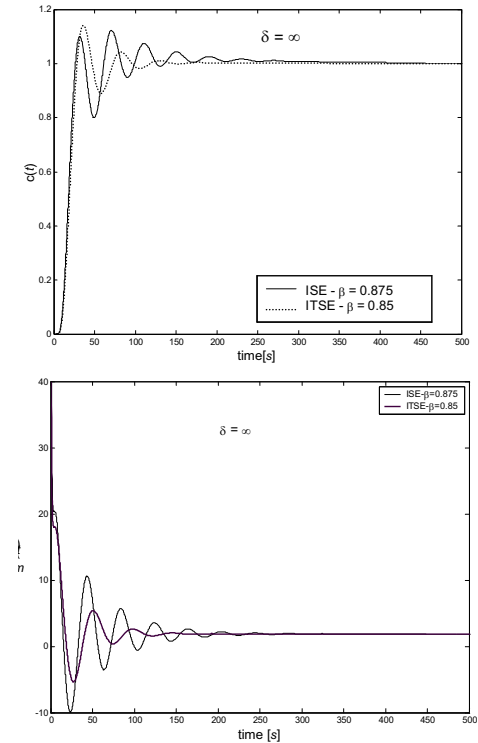 1.2
1
0.8
0.6
0.4
0.2
0
c(t)
δ = ∞
ISE - β = 0.875
ITSE - β = 0.85
0 50 100 150 200 250 300 350 400 450 500
time[s]
40
30
20
10
0
-10
δ = ∞
ISE-β=0.875
ITSE-β=0.85
0 50 100 150 200 250 300 350 400 450 500
time [s]